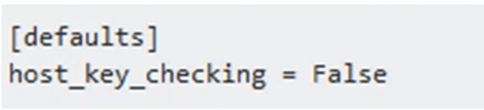 [defaults]
host_key_checking = False